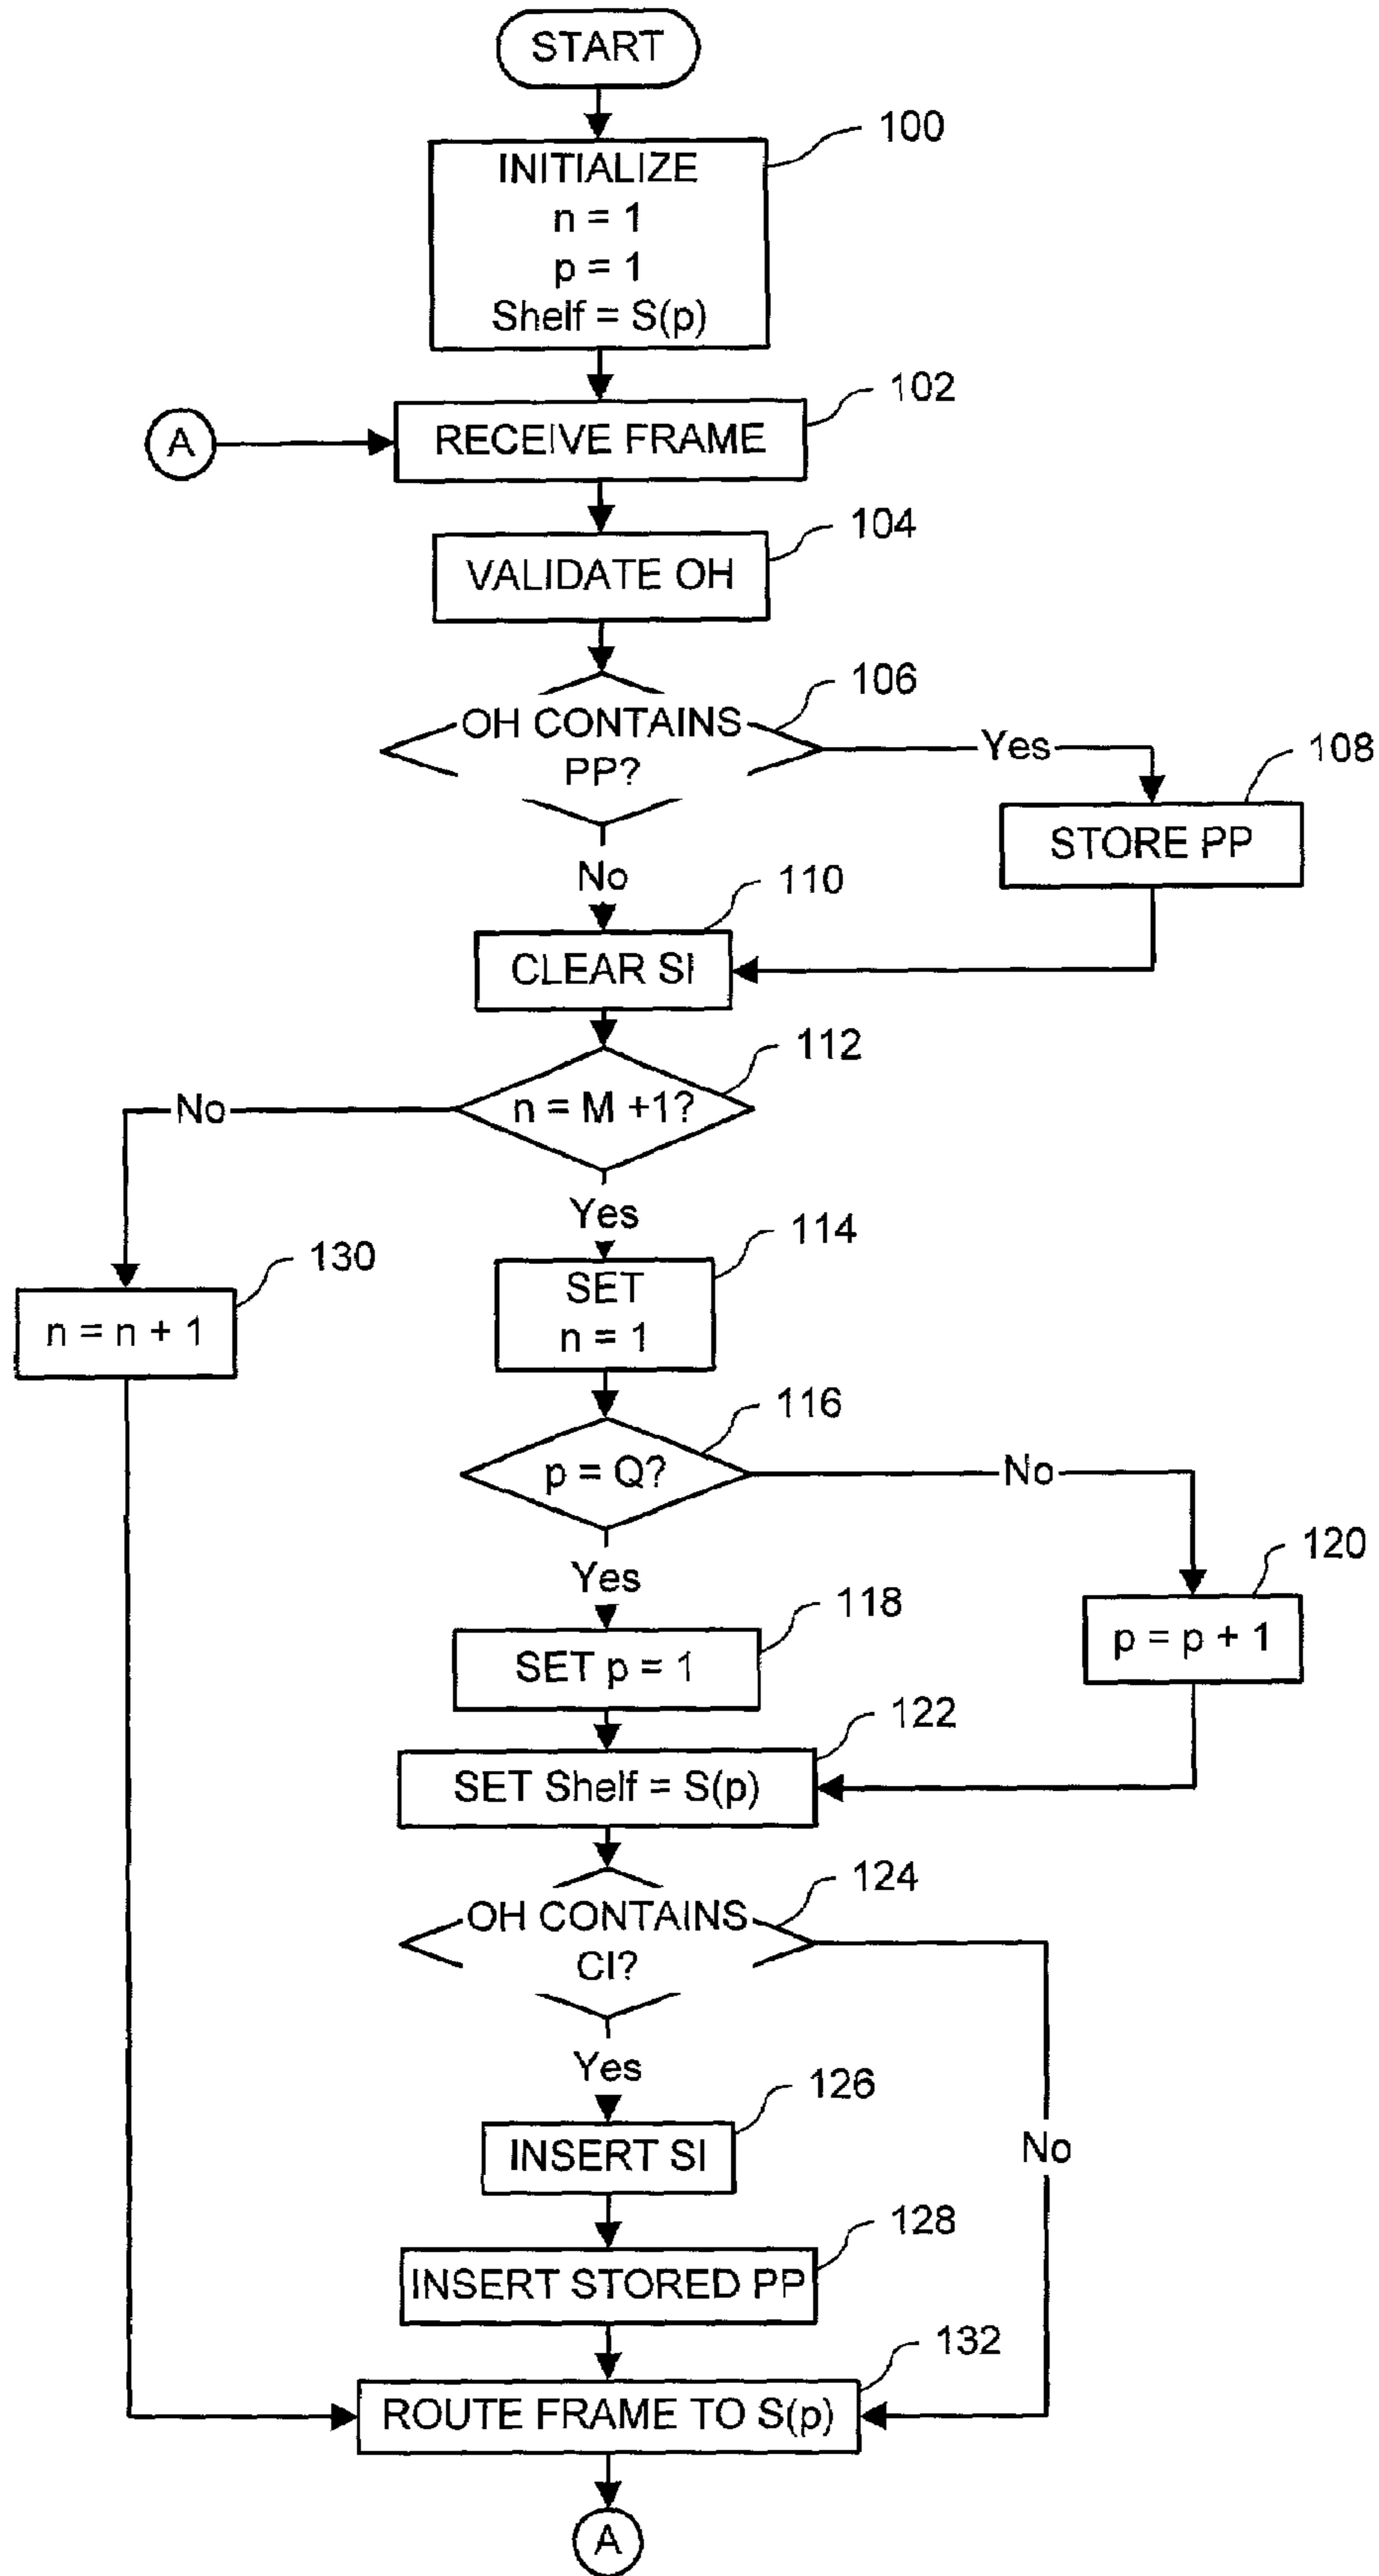 START
100
INITIALIZE
n = 1
p = 1
Shelf = S(p)
102
A
RECEIVE FRAME
104
VALIDATE OH
106
OH CONTAINS
PP?
Yes
108
STORE PP
No
110
CLEAR SI
112
n = M +1?
No
Yes
114
SET
n = 1
130
n = n + 1
116
p = Q?
No
Yes
120
p = p + 1
118
SET p = 1
122
SET Shelf = S(p)
124
OH CONTAINS
CI?
Yes
No
126
INSERT SI
128
INSERT STORED PP
132
ROUTE FRAME TO S(p)
A